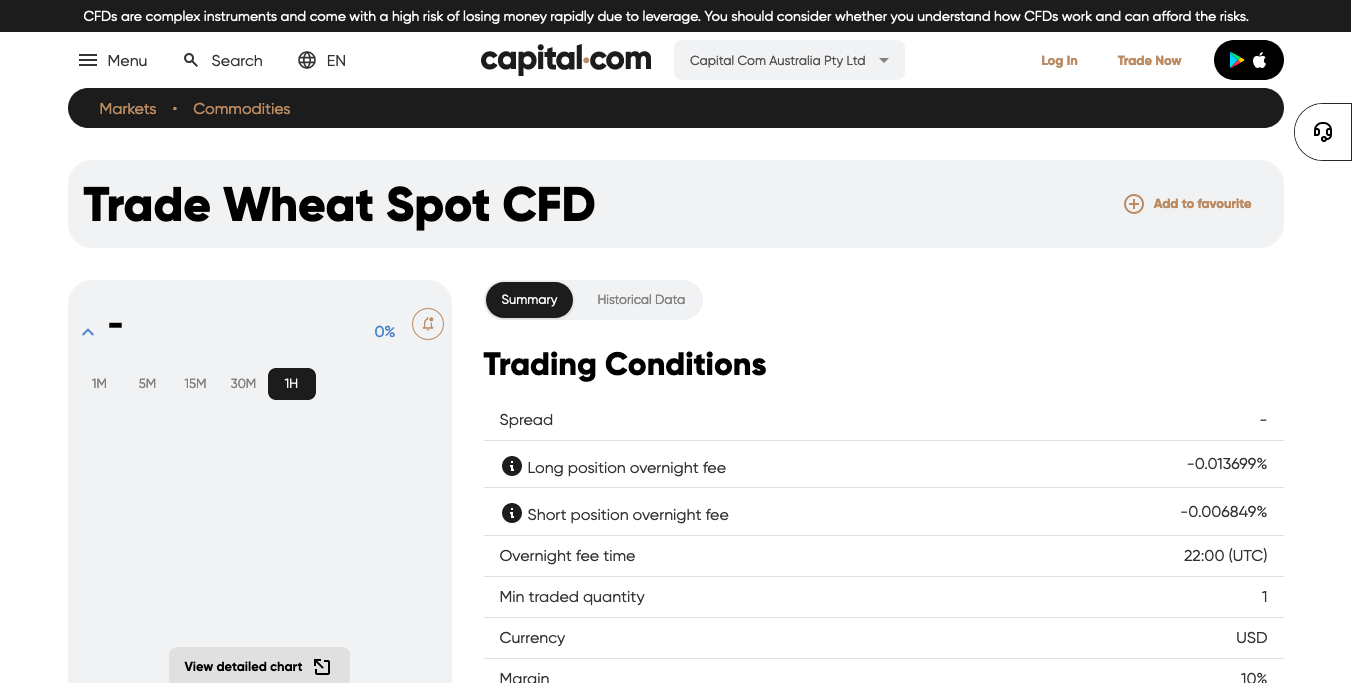 CFDs are complex instruments and come with a high risk of losing money rapidly due to leverage. You should consider whether you understand how CFDs work and can afford the risks.
Menu Search EN capital.com Capital Com Australia Pty Ltd Log In Trade Now
Markets • Commodities
Trade Wheat Spot CFD
Add to favourite
- 0%
1M 5M 15M 30M 1H
View detailed chart
Summary Historical Data
Trading Conditions
Spread -
Long position overnight fee -0.013699%
Short position overnight fee -0.006849%
Overnight fee time 22:00 (UTC)
Min traded quantity 1
Currency USD
Margin 10%